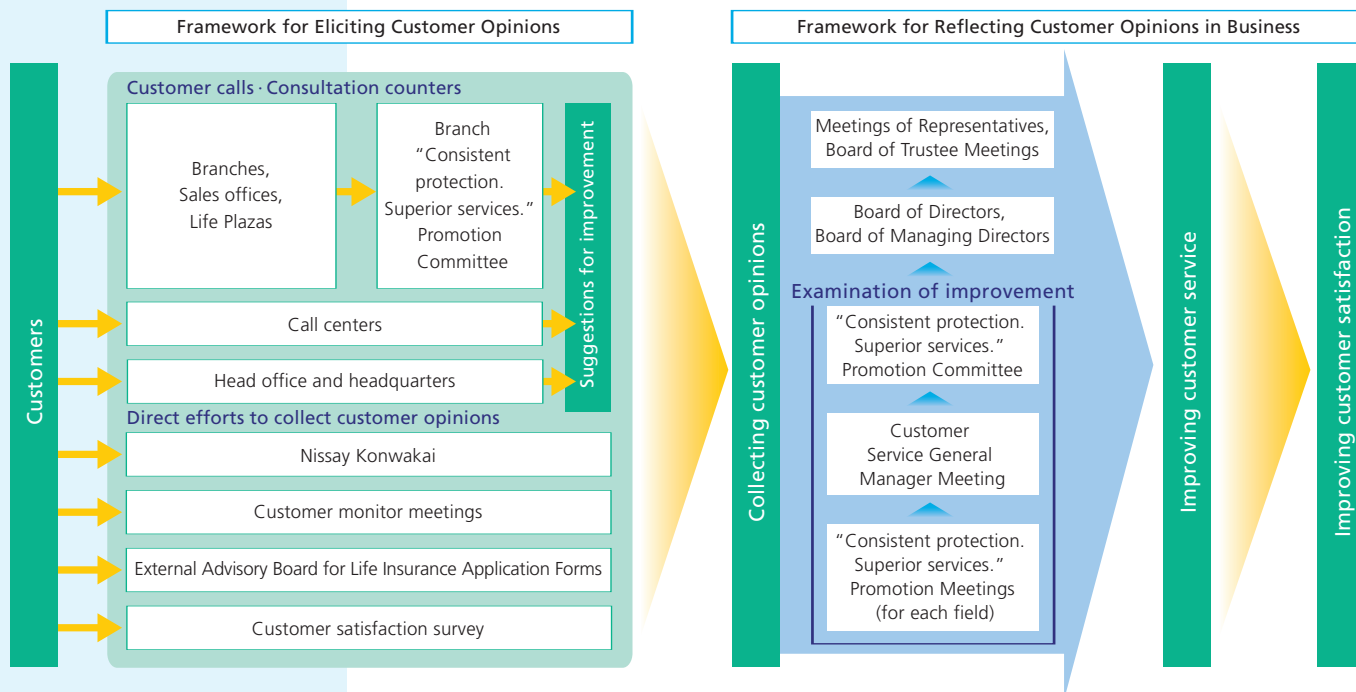 Framework for Eliciting Customer Opinions
Framework for Reflecting Customer Opinions in Business
Customers
Customer calls · Consultation counters
Branches,
Sales offices,
Life Plazas
Branch
“Consistent
protection.
Superior services.”
Promotion
Committee
Suggestions for improvement
Call centers
Head office and headquarters
Direct efforts to collect customer opinions
Nissay Konwakai
Customer monitor meetings
External Advisory Board for Life Insurance Application Forms
Customer satisfaction survey
Collecting customer opinions
Meetings of Representatives,
Board of Trustee Meetings
Board of Directors,
Board of Managing Directors
Examination of improvement
“Consistent protection.
Superior services.”
Promotion Committee
Customer
Service General
Manager Meeting
“Consistent protection.
Superior services.”
Promotion Meetings
(for each field)
Improving customer service
Improving customer satisfaction